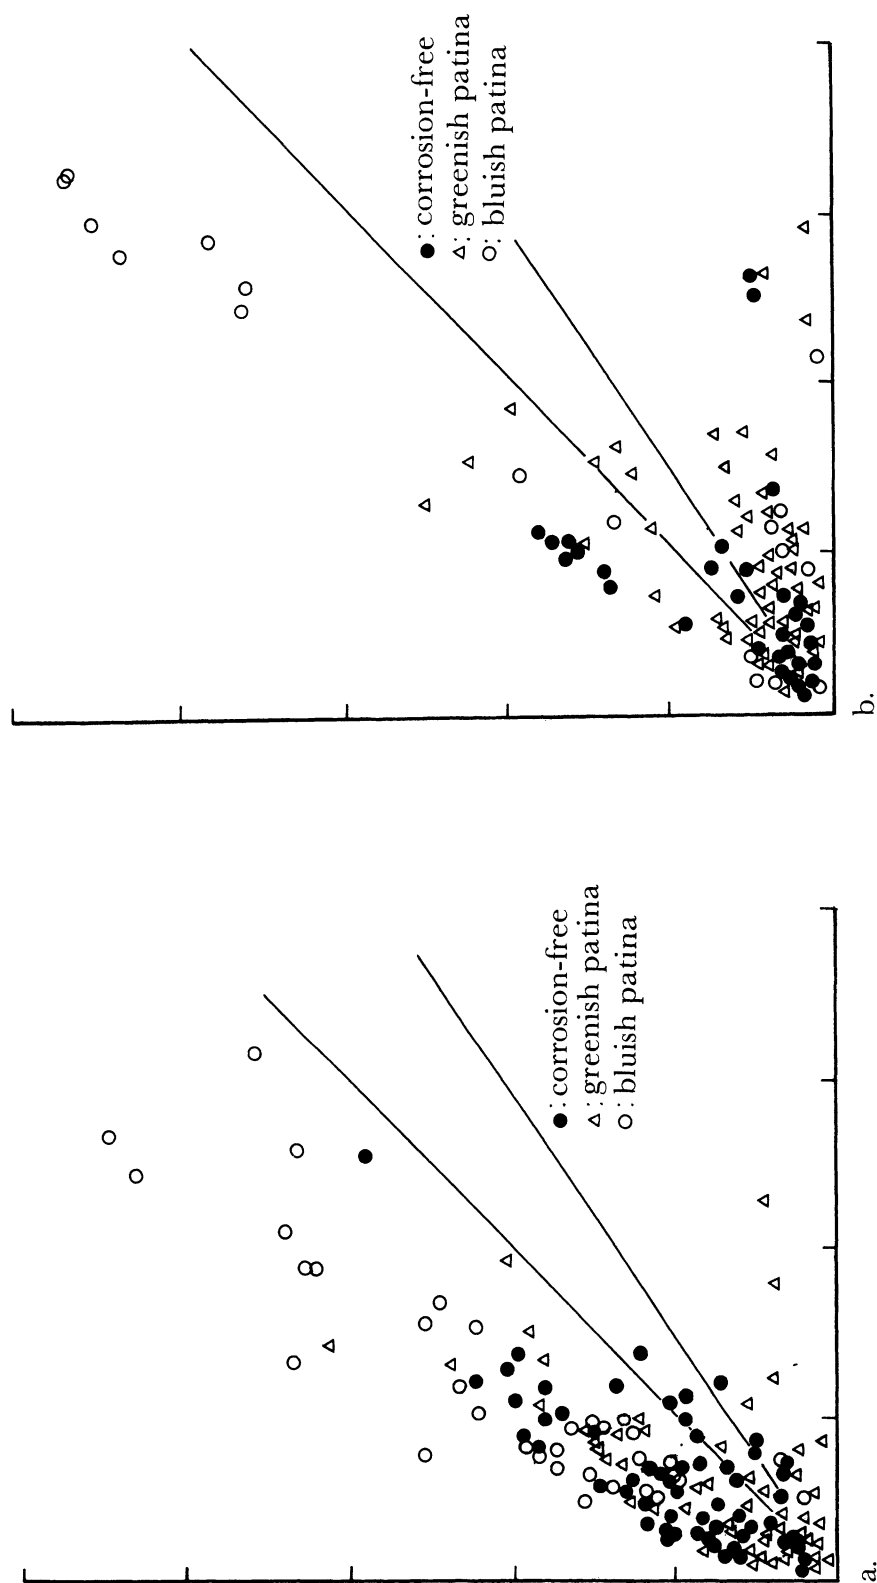 ●: corrosion-free
△: greenish patina
○: bluish patina
b.
●: corrosion-free
△: greenish patina
○: bluish patina
a.